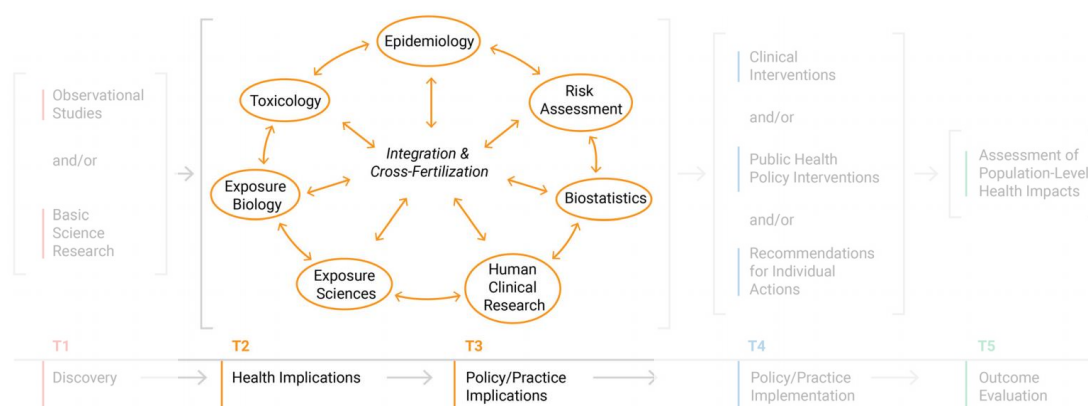 Observational
Studies
and/or
Basic
Science
Research
Epidemiology
Risk
Assessment
Biostatistics
Human
Clinical
Research
Exposure
Sciences
Exposure
Biology
Toxicology
Integration &
Cross-Fertilization
Clinical
Interventions
and/or
Public Health
Policy Interventions
and/or
Recommendations
for Individual
Actions
Assessment of
Population-Level
Health Impacts
T1
Discovery
T2
Health Implications
T3
Policy/Practice
Implications
T4
Policy/Practice
Implementation
T5
Outcome
Evaluation